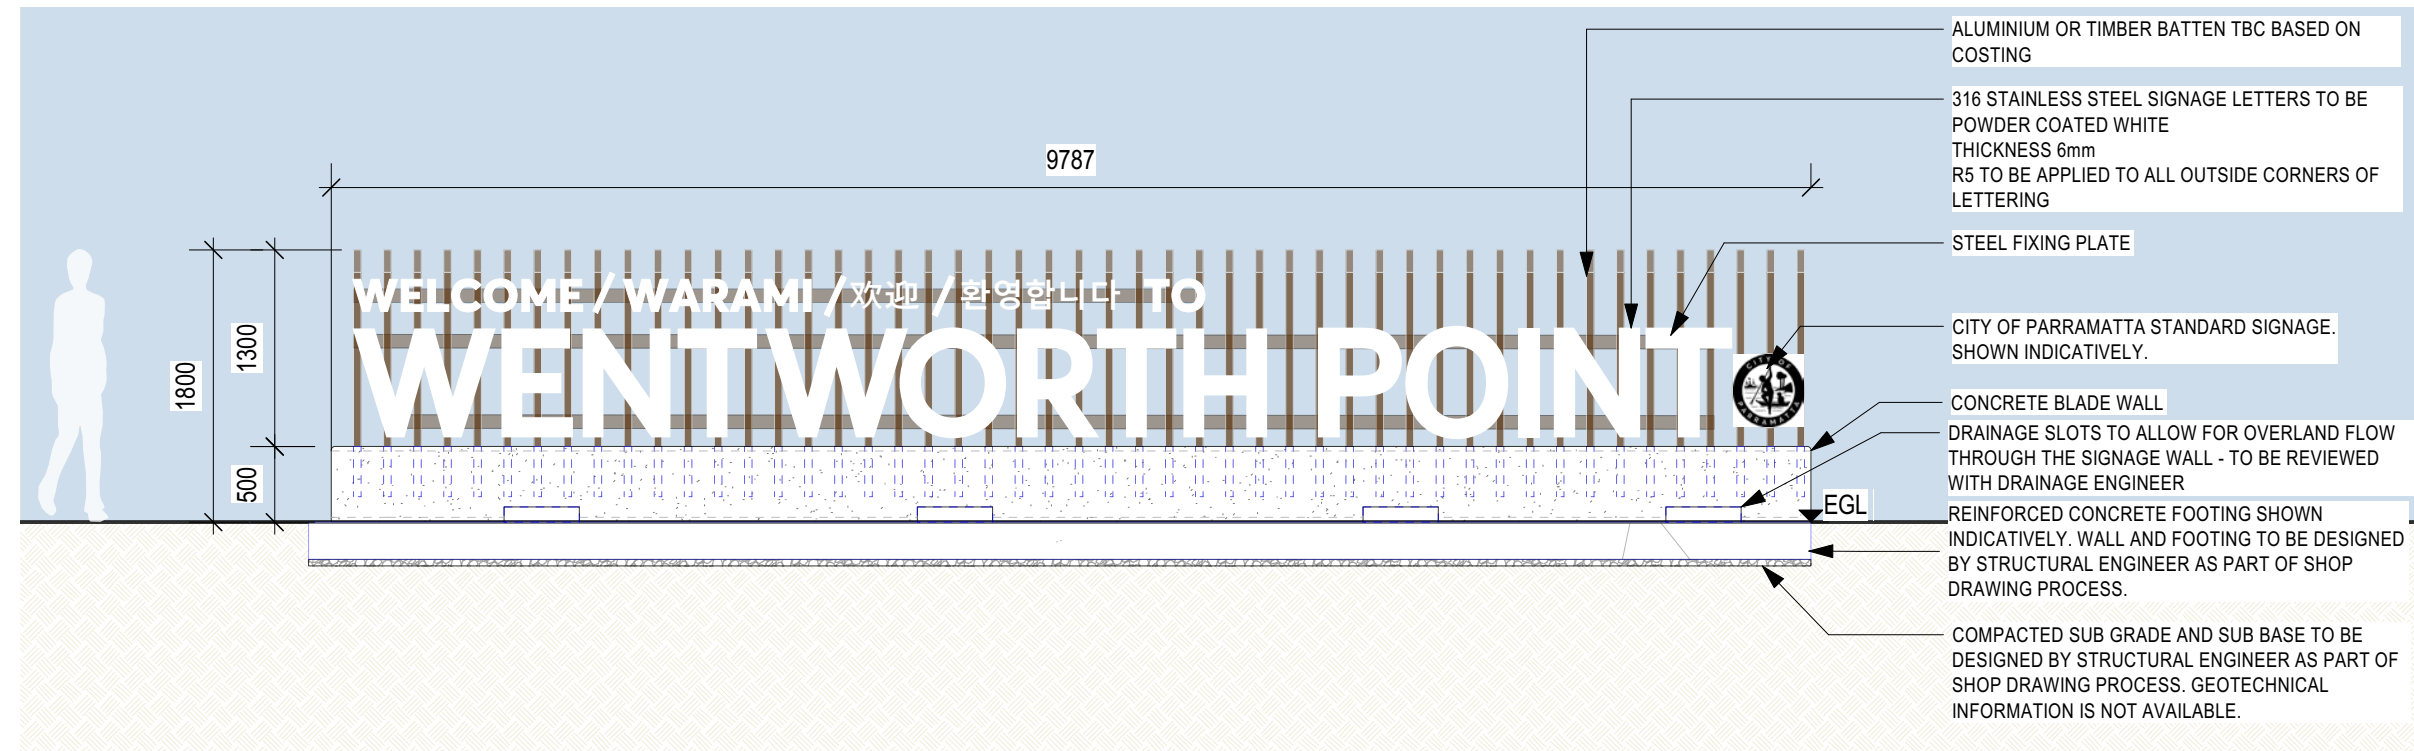 ALUMINIUM OR TIMBER BATTEN TBC BASED ON
COSTING
316 STAINLESS STEEL SIGNAGE LETTERS TO BE
POWDER COATED WHITE
THICKNESS 6mm
R5 TO BE APPLIED TO ALL OUTSIDE CORNERS OF
LETTERING
9787
STEEL FIXING PLATE
WELCOME / WARAMI / 欢迎 / 환영합니다 TO
WENTWORTH POINT
CITY OF
PARRAMATTA
1300
1800
500
CITY OF PARRAMATTA STANDARD SIGNAGE.
SHOWN INDICATIVELY.
CONCRETE BLADE WALL
DRAINAGE SLOTS TO ALLOW FOR OVERLAND FLOW
THROUGH THE SIGNAGE WALL - TO BE REVIEWED
WITH DRAINAGE ENGINEER
EGL
REINFORCED CONCRETE FOOTING SHOWN
INDICATIVELY. WALL AND FOOTING TO BE DESIGNED
BY STRUCTURAL ENGINEER AS PART OF SHOP
DRAWING PROCESS.
COMPACTED SUB GRADE AND SUB BASE TO BE
DESIGNED BY STRUCTURAL ENGINEER AS PART OF
SHOP DRAWING PROCESS. GEOTECHNICAL
INFORMATION IS NOT AVAILABLE.